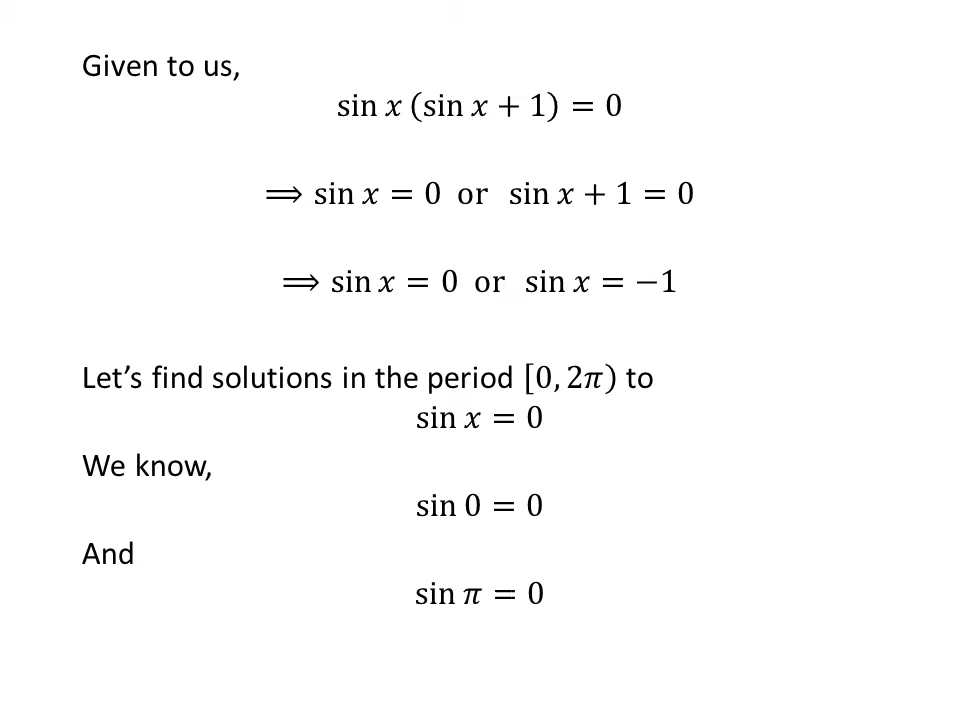 Given to us,
sin 𝑥 (sin 𝑥 + 1) = 0
⟹ sin 𝑥 = 0 or sin 𝑥 + 1 = 0
⟹ sin 𝑥 = 0 or sin 𝑥 = −1
Let’s find solutions in the period [0, 2𝜋) to
sin 𝑥 = 0
We know,
sin 0 = 0
And
sin 𝜋 = 0